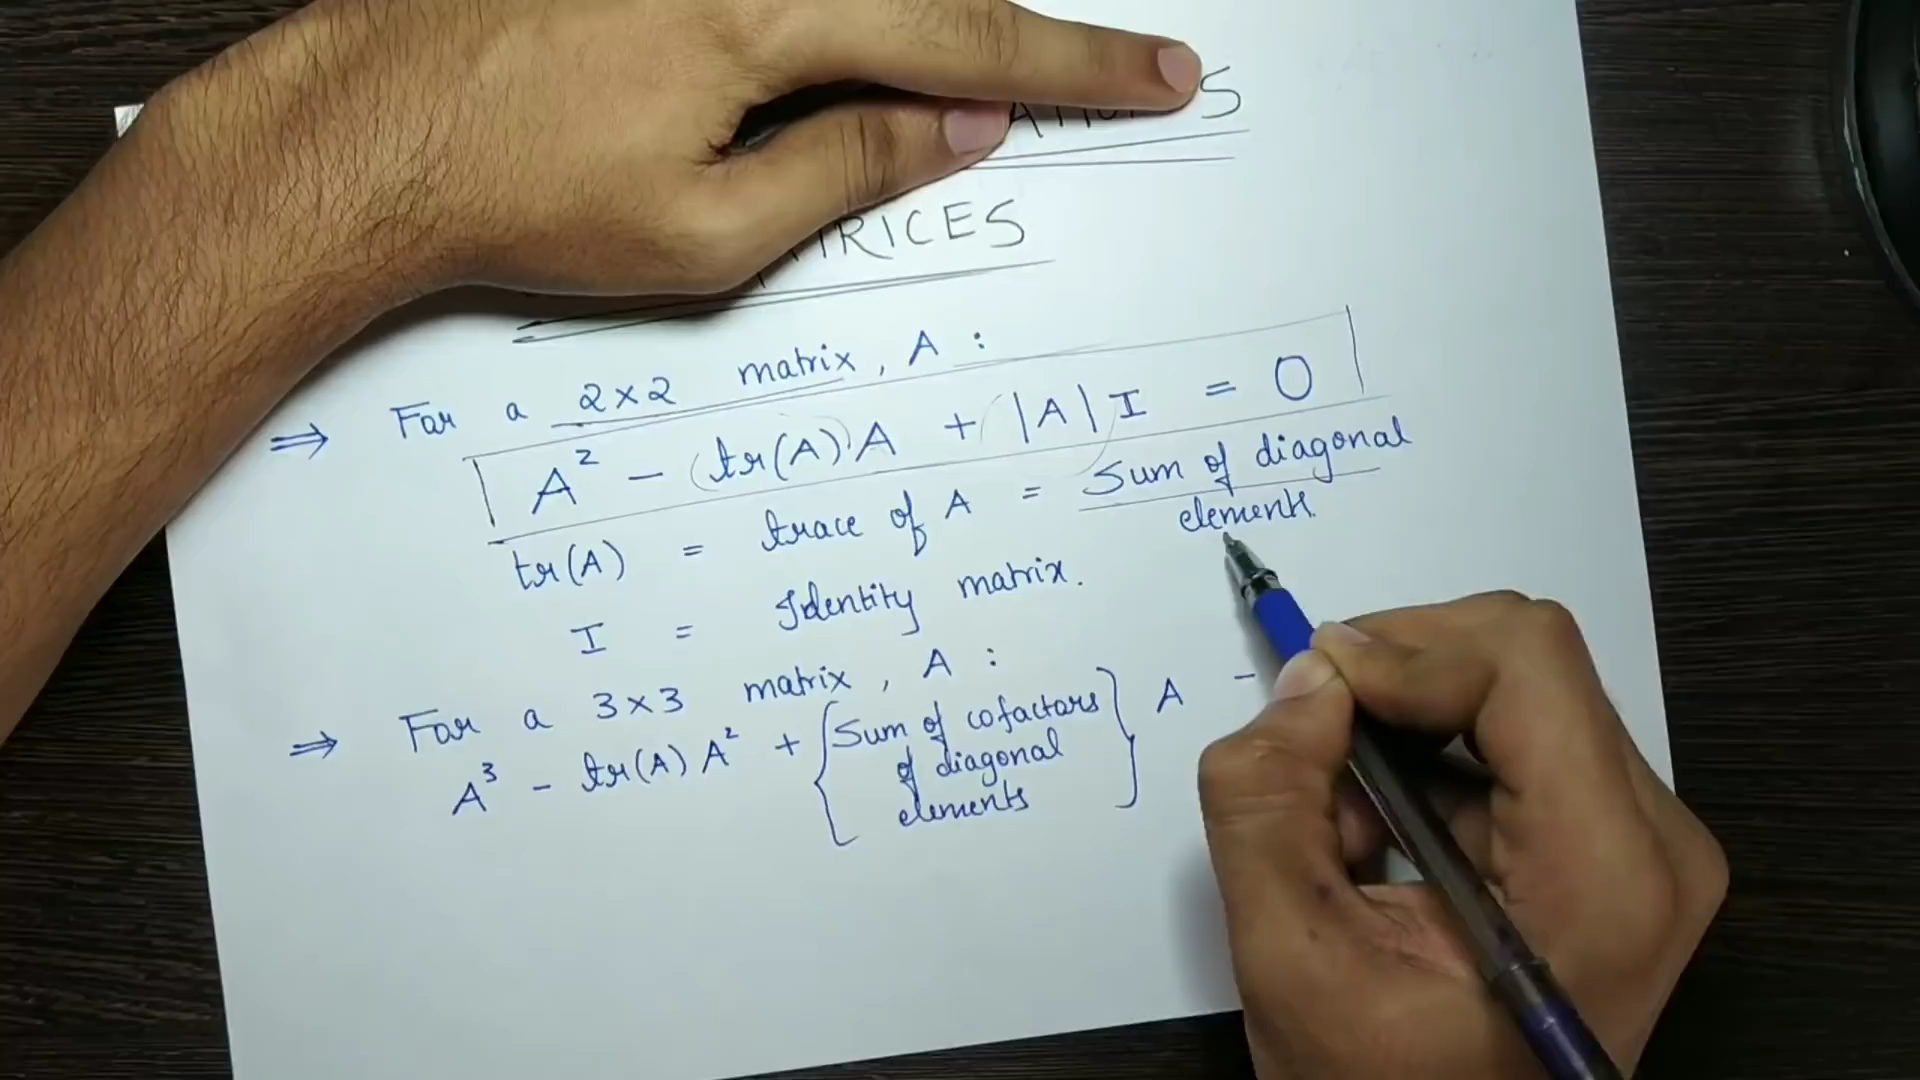 ⇒ For a 2×2 matrix, A :
A² − (tr(A))A + |A| I = 0
tr(A) = trace of A = Sum of diagonal
elements.
I = Identity matrix.
⇒ For a 3×3 matrix, A :
A³ − tr(A) A² + {Sum of cofactors
of diagonal
elements} A −